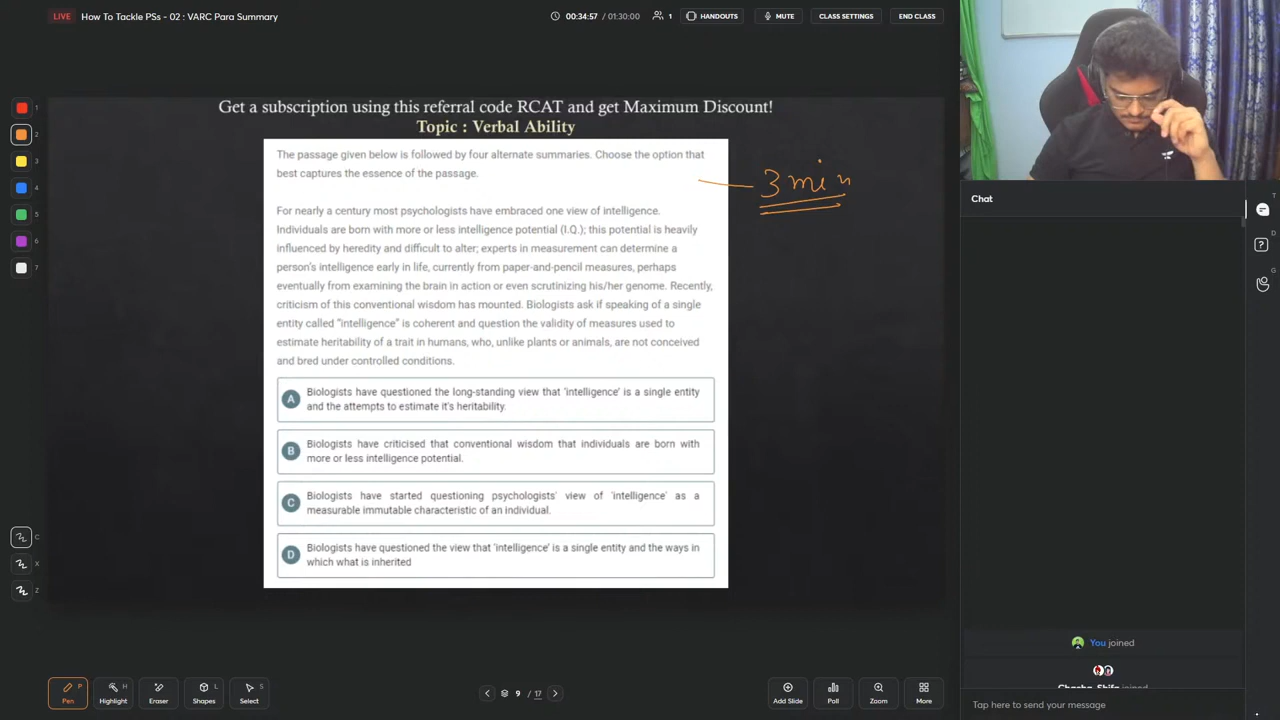 LIVE How To Tackle PSs - 02 : VARC Para Summary
00:34:57 / 01:30:00 1 HANDOUTS MUTE CLASS SETTINGS END CLASS
Get a subscription using this referral code RCAT and get Maximum Discount!
Topic : Verbal Ability
The passage given below is followed by four alternate summaries. Choose the option that
best captures the essence of the passage.
3 min
For nearly a century most psychologists have embraced one view of intelligence.
Individuals are born with more or less intelligence potential (I.Q.); this potential is heavily
influenced by heredity and difficult to alter; experts in measurement can determine a
person's intelligence early in life, currently from paper-and-pencil measures, perhaps
eventually from examining the brain in action or even scrutinizing his/her genome. Recently,
criticism of this conventional wisdom has mounted. Biologists ask if speaking of a single
entity called "intelligence" is coherent and question the validity of measures used to
estimate heritability of a trait in humans, who, unlike plants or animals, are not conceived
and bred under controlled conditions.
A Biologists have questioned the long-standing view that 'intelligence' is a single entity
and the attempts to estimate it's heritability.
B Biologists have criticised that conventional wisdom that individuals are born with
more or less intelligence potential.
C Biologists have started questioning psychologists' view of 'intelligence' as a
measurable immutable characteristic of an individual.
D Biologists have questioned the view that 'intelligence' is a single entity and the ways in
which what is inherited
1
2
3
4
5
6
7
C
X
Z
Chat
T
D
G
You joined
joined
Tap here to send your message
P H L S
Pen Highlight Eraser Shapes Select
9 / 17
Add Slide Poll Zoom More